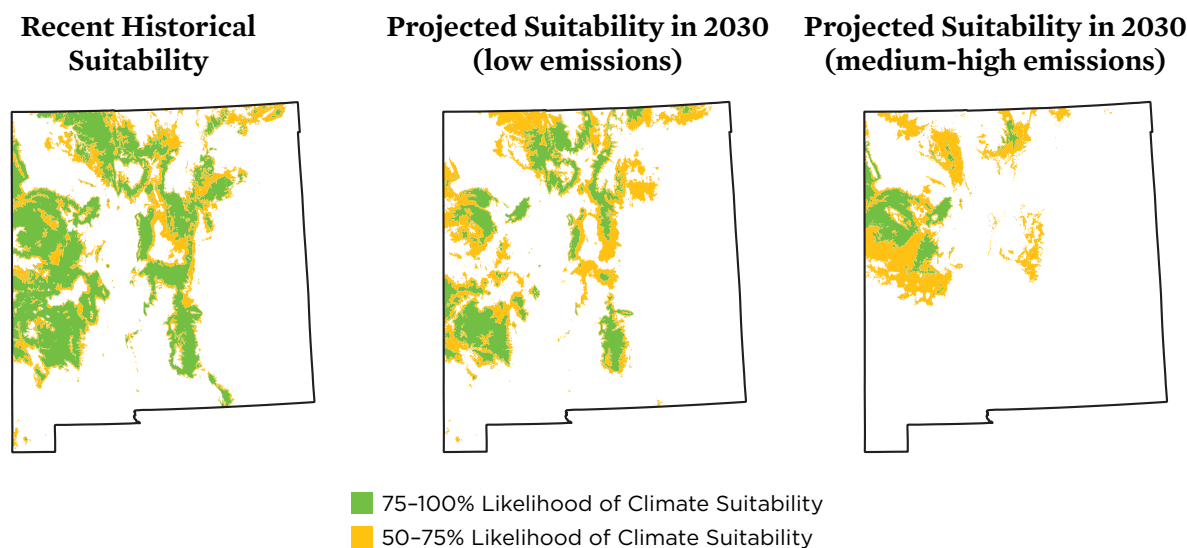 Recent Historical
Suitability
Projected Suitability in 2030
(low emissions)
Projected Suitability in 2030
(medium-high emissions)
75–100% Likelihood of Climate Suitability
50–75% Likelihood of Climate Suitability